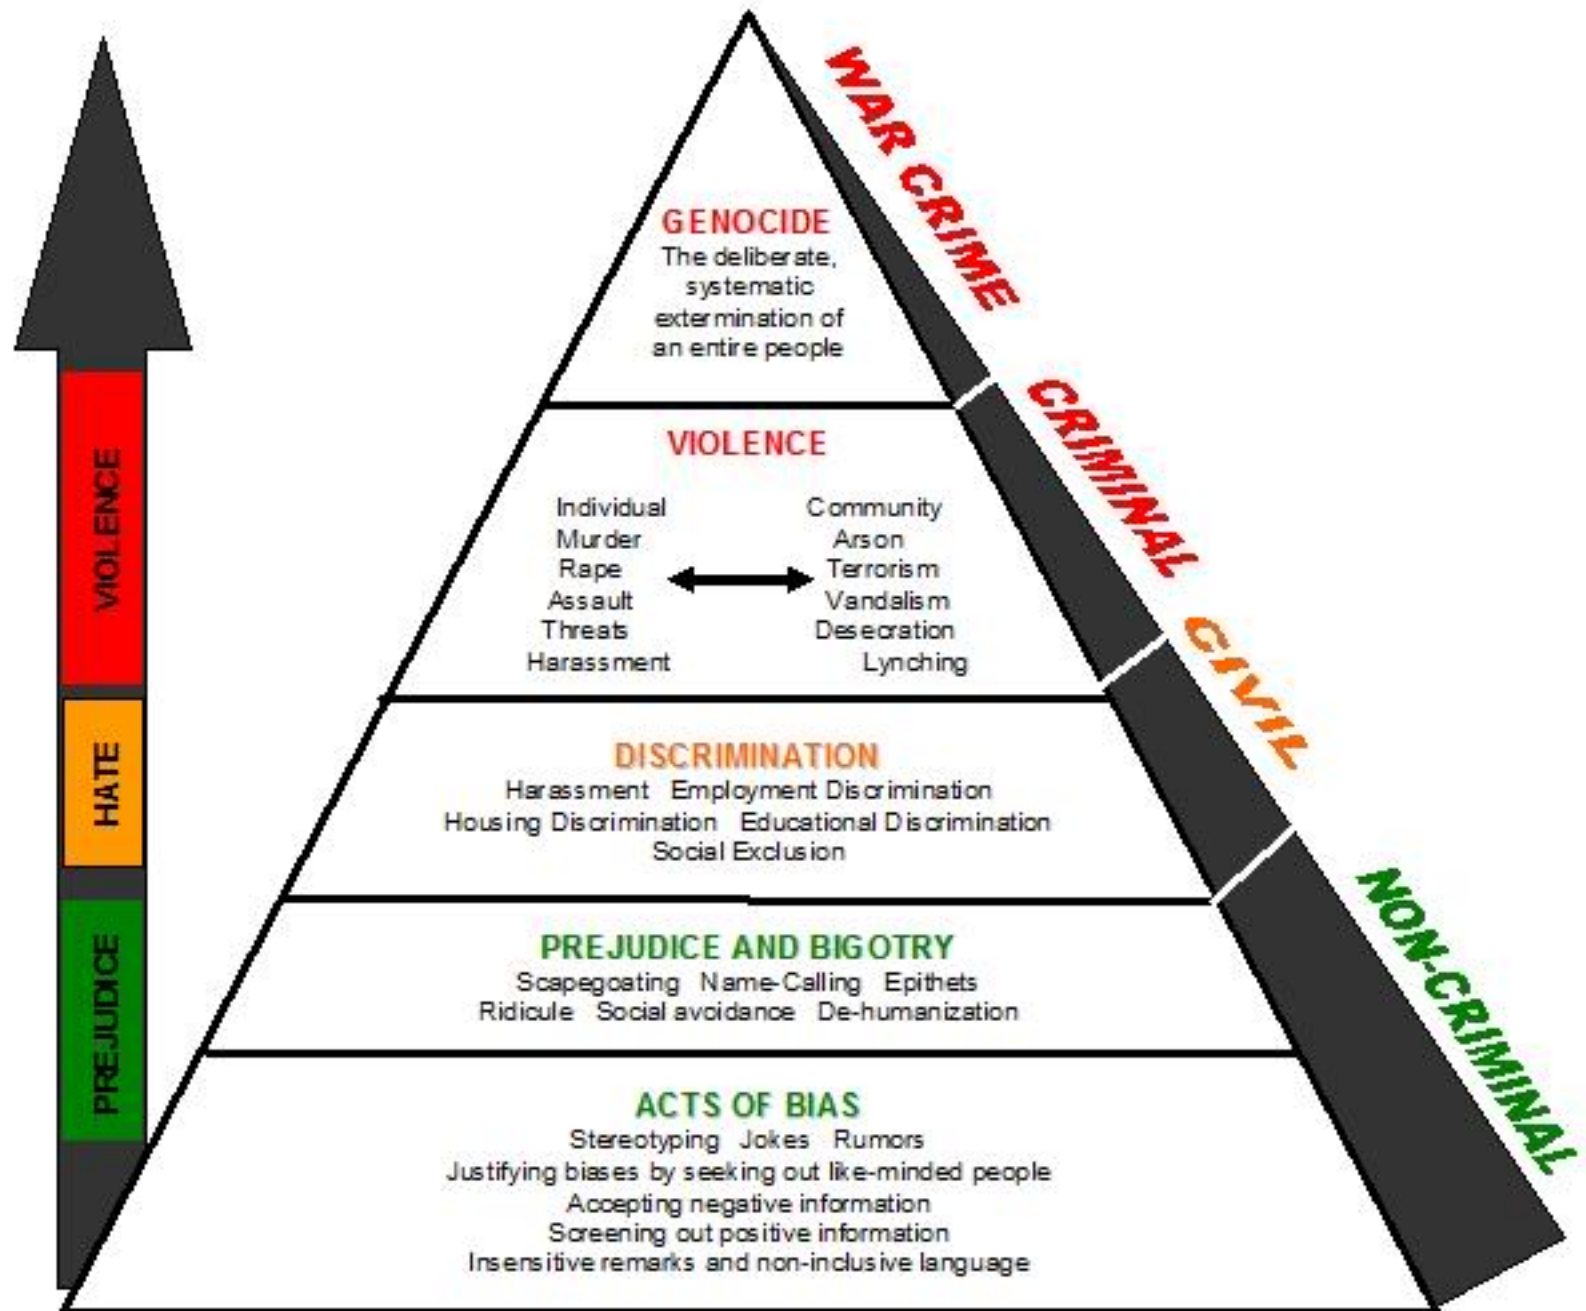 WAR CRIME
GENOCIDE
The deliberate,
systematic
extermination of
an entire people
CRIMINAL
VIOLENCE
VIOLENCE
Individual Community
Murder Arson
Rape Terrorism
Assault Vandalism
Threats Desecration
Harassment Lynching
CIVIL
HATE
DISCRIMINATION
Harassment Employment Discrimination
Housing Discrimination Educational Discrimination
Social Exclusion
NON-CRIMINAL
PREJUDICE
PREJUDICE AND BIGOTRY
Scapegoating Name-Calling Epithets
Ridicule Social avoidance De-humanization
ACTS OF BIAS
Stereotyping Jokes Rumors
Justifying biases by seeking out like-minded people
Accepting negative information
Screening out positive information
Insensitive remarks and non-inclusive language